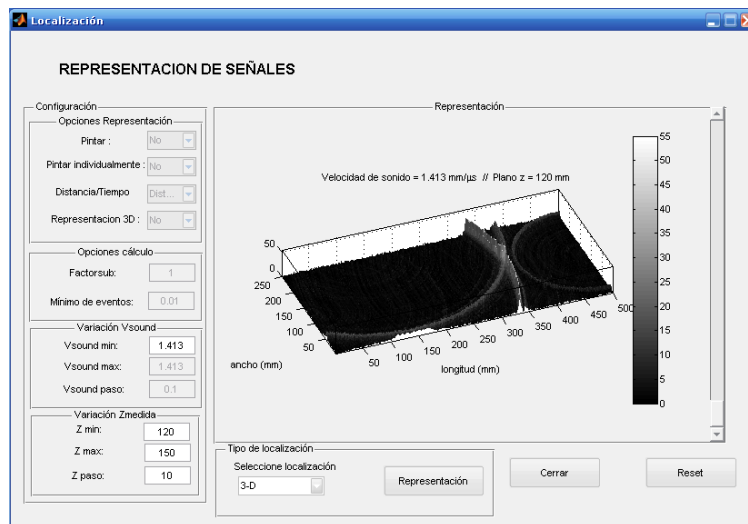 Localización
REPRESENTACION DE SEÑALES
Configuración
Opciones Representación
Pintar : No
Pintar individualmente : No
Distancia/Tiempo Dist...
Representacion 3D : No
Opciones cálculo
Factorsub: 1
Mínimo de eventos: 0.01
Variación Vsound
Vsound min: 1.413
Vsound max: 1.413
Vsound paso: 0.1
Variación Zmedida
Z min: 120
Z max: 150
Z paso: 10
Representación
Velocidad de sonido = 1.413 mm/µs // Plano z = 120 mm
50
0
250
200
150
100
50
ancho (mm)
50 100 150 200 250 300 350 400 450 500
longitud (mm)
55
50
45
40
35
30
25
20
15
10
5
0
Tipo de localización
Seleccione localización
3-D
Representación
Cerrar
Reset